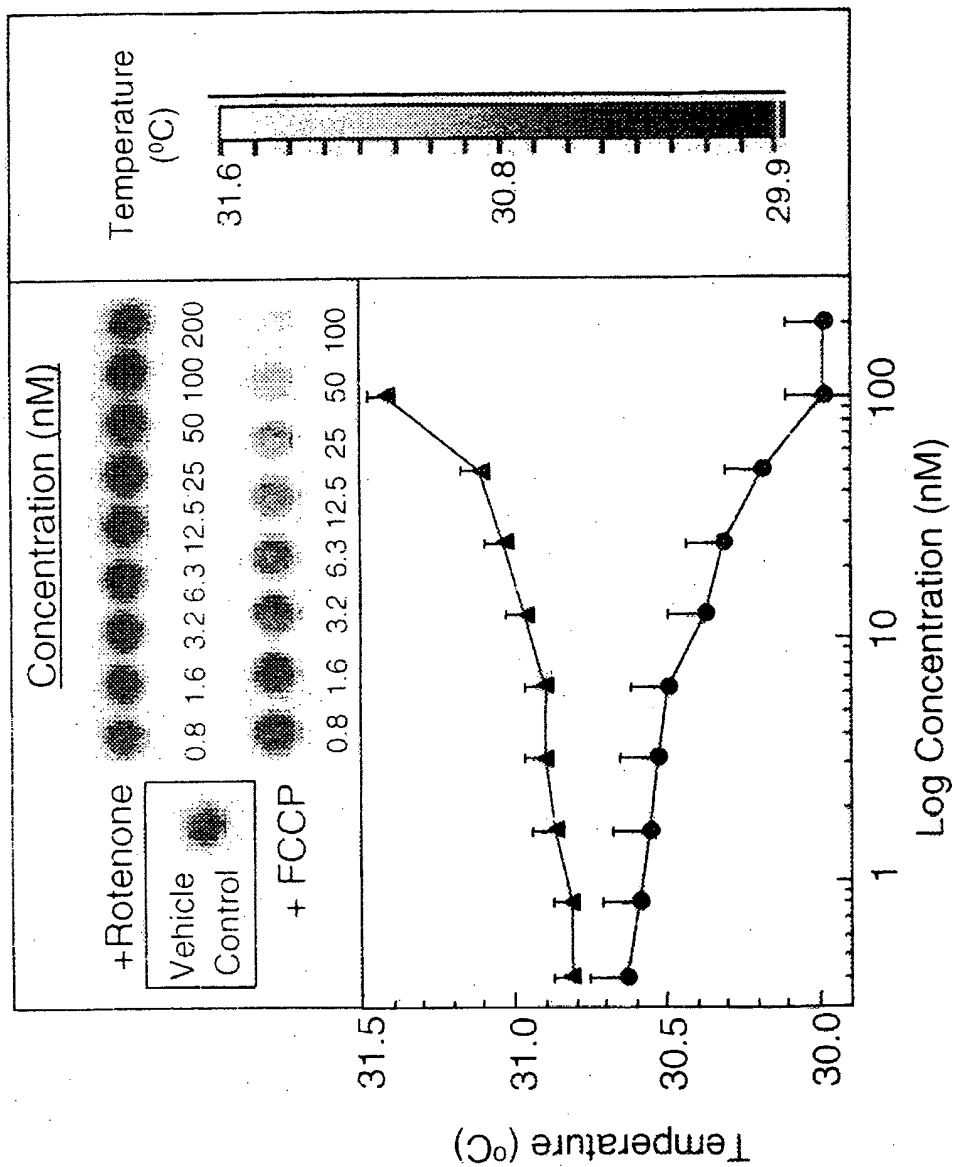 Concentration (nM)
+Rotenone
0.8 1.6 3.2 6.3 12.5 25 50 100 200
Vehicle
Control
+ FCCP
0.8 1.6 3.2 6.3 12.5 25 50 100
Temperature
(⁰C)
31.6
30.8
29.9
Temperature (⁰C)
31.5
31.0
30.5
30.0
1 10 100
Log Concentration (nM)